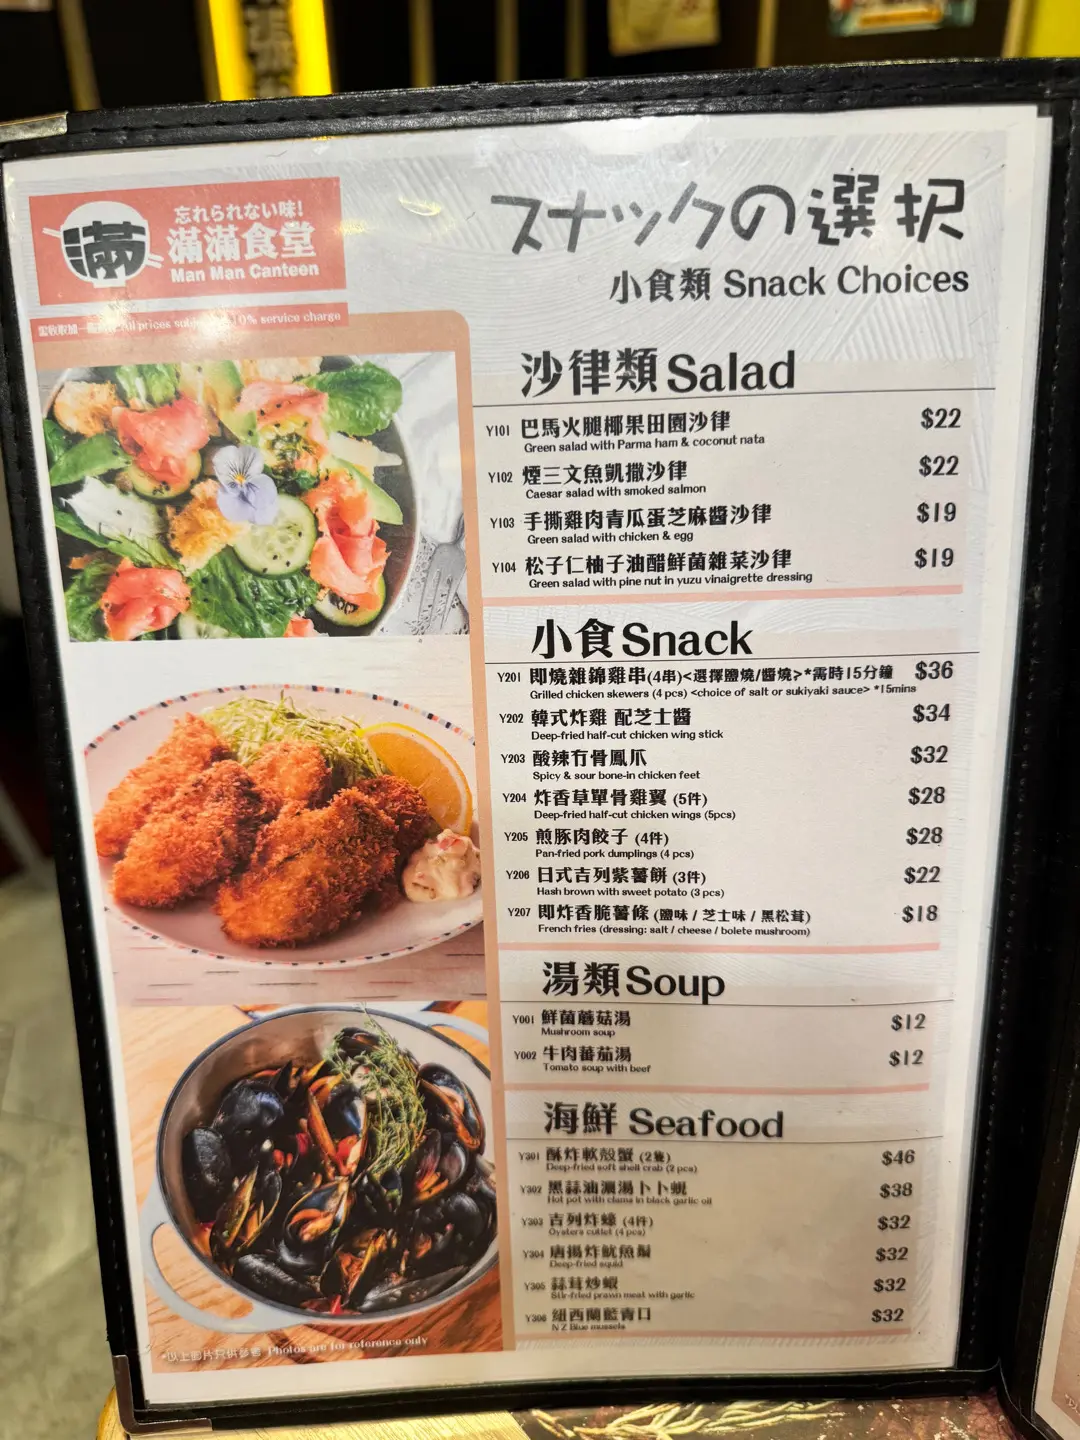 忘れられない味!
滿
滿滿食堂
Man Man Canteen
All prices 10% service charge
スナックの選択
小食類 Snack Choices
沙律類 Salad
Y101 巴馬火腿椰果田園沙律 $22
Green salad with Parma ham & coconut nata
Y102 煙三文魚凱撒沙律 $22
Caesar salad with smoked salmon
Y103 手撕雞肉青瓜蛋芝麻醬沙律 $19
Green salad with chicken & egg
Y104 松子仁柚子油醋鮮菌雜菜沙律 $19
Green salad with pine nut in yuzu vinaigrette dressing
小食 Snack
Y201 即燒雜錦雞串(4串)<選擇鹽燒/醬燒>*需時15分鐘 $36
Grilled chicken skewers (4 pcs) <choice of salt or sukiyaki sauce> *15mins
Y202 韓式炸雞 配芝士醬 $34
Deep-fried half-cut chicken wing stick
Y203 酸辣冇骨鳳爪 $32
Spicy & sour bone-in chicken feet
Y204 炸香草單骨雞翼 (5件) $28
Deep-fried half-cut chicken wings (5pcs)
Y205 煎豚肉餃子 (4件) $28
Pan-fried pork dumplings (4 pcs)
Y206 日式吉列紫薯餅 (3件) $22
Hash brown with sweet potato (3 pcs)
Y207 即炸香脆薯條 (鹽味 / 芝士味 / 黑松茸) $18
French fries (dressing: salt / cheese / bolete mushroom)
湯類 Soup
Y001 鮮菌蘑菇湯 $12
Mushroom soup
Y002 牛肉蕃茄湯 $12
Tomato soup with beef
海鮮 Seafood
Y301 酥炸軟殼蟹 (2隻) $46
Deep-fried soft shell crab (2 pcs)
Y302 黑蒜油濃湯卜卜蜆 $38
Hot pot with clams in black garlic oil
Y303 吉列炸蠔 (4件) $32
Oysters cutlet (4 pcs)
Y304 唐揚炸魷魚鬚 $32
Deep-fried squid
Y305 蒜茸炒蝦 $32
Stir-fried prawn meat with garlic
Y306 紐西蘭藍青口 $32
NZ Blue mussels
*以上圖片只供參考 Photos are for reference only